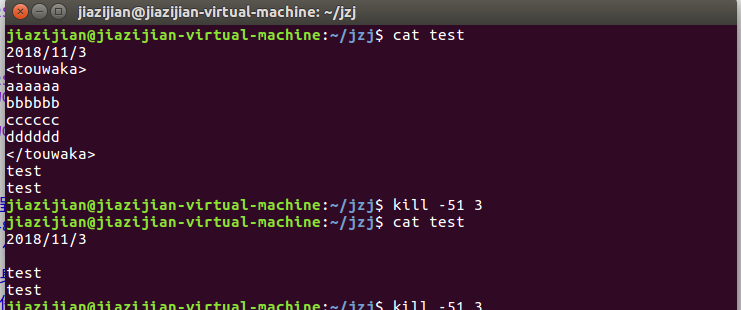 jiazijian@jiazijian-virtual-machine: ~/jzj
jiazijian@jiazijian-virtual-machine:~/jzj$ cat test
2018/11/3
<touwaka>
aaaaaa
bbbbbb
cccccc
dddddd
</touwaka>
test
test
jiazijian@jiazijian-virtual-machine:~/jzj$ kill -51 3
jiazijian@jiazijian-virtual-machine:~/jzj$ cat test
2018/11/3
test
test
jiazijian@jiazijian-virtual-machine:~/jzj$ kill -51 3